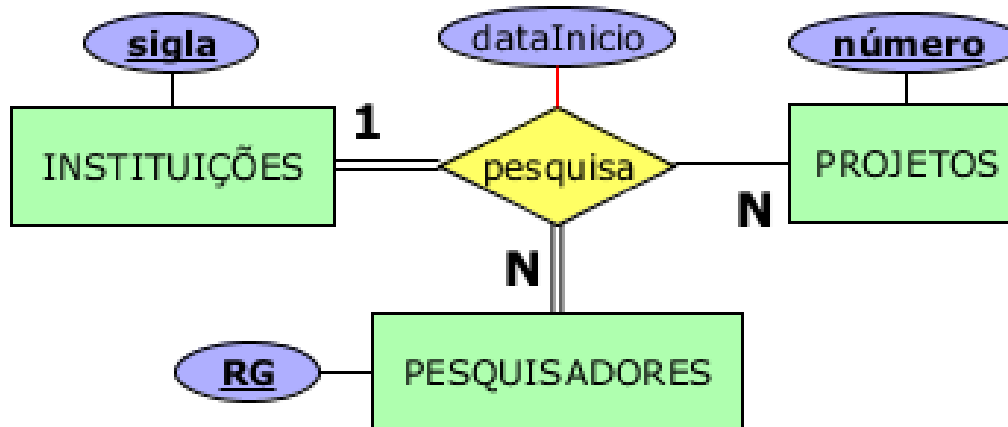 sigla
dataInicio
número
INSTITUIÇÕES
1
pesquisa
N
PROJETOS
N
RG
PESQUISADORES